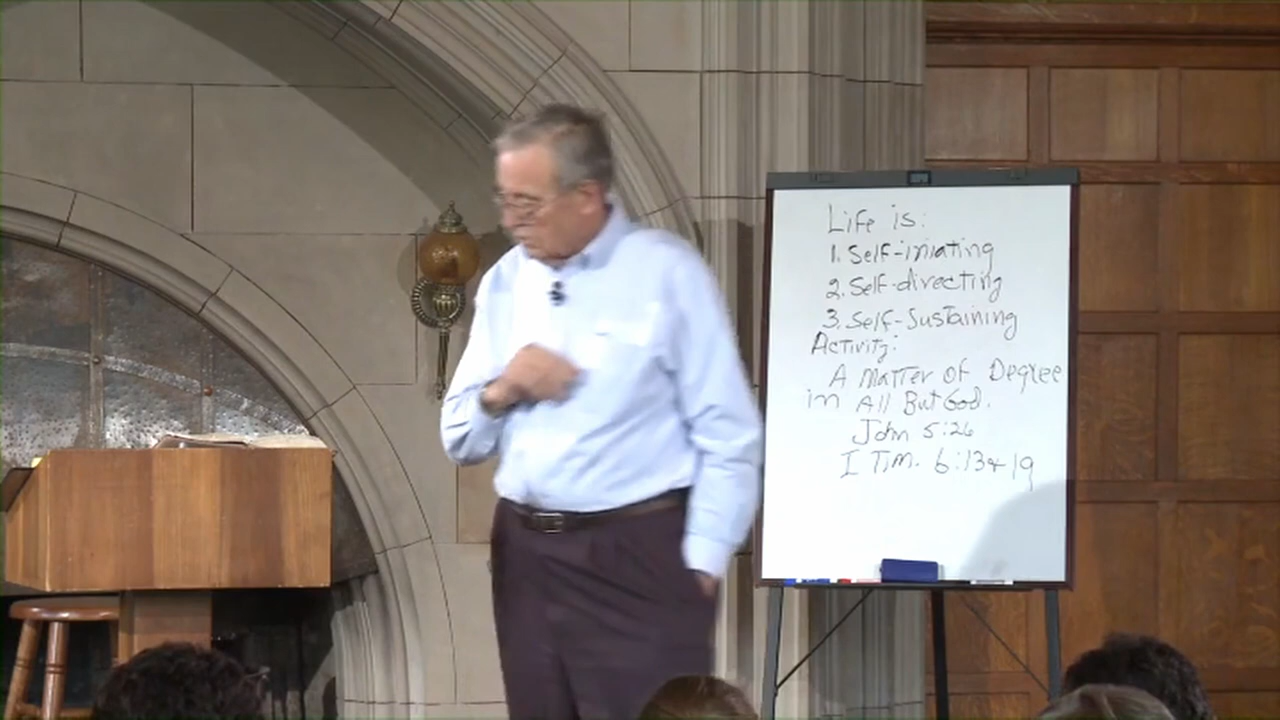 Life is:
1. Self-iniating
2. Self-directing
3. Self-Sustaining
Activity:
A Matter of Degree
in All But God.
John 5:26
I Tim. 6:13+19